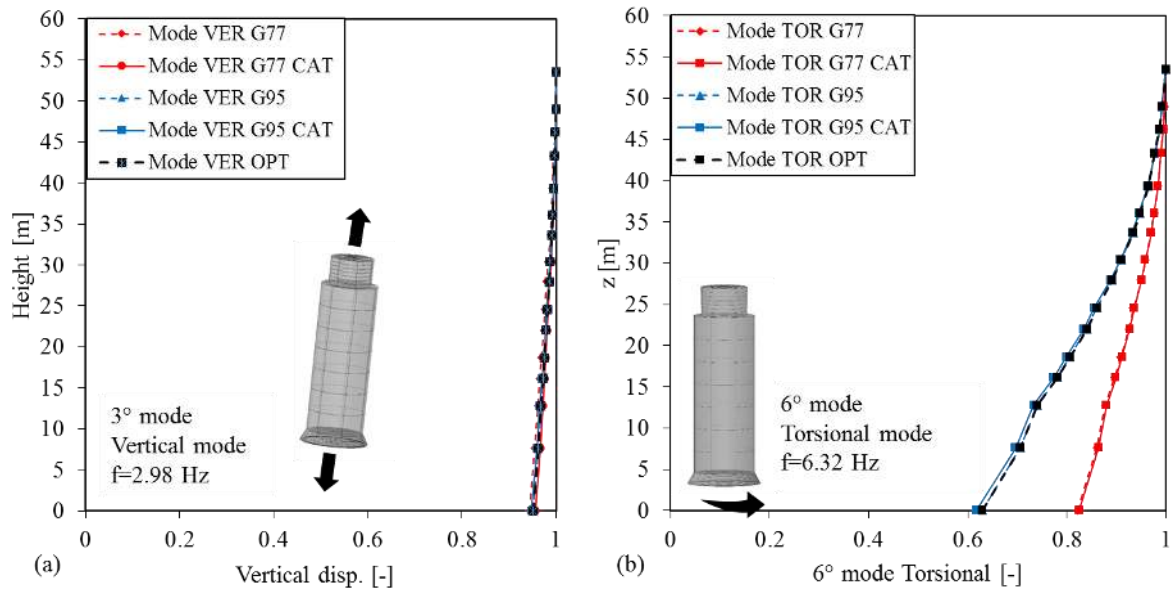 60
55
50
45
40
35
30
25
20
15
10
5
0
Height [m]
Mode VER G77
Mode VER G77 CAT
Mode VER G95
Mode VER G95 CAT
Mode VER OPT
3° mode
Vertical mode
f=2.98 Hz
0 0.2 0.4 0.6 0.8 1
(a)
Vertical disp. [-]
60
55
50
45
40
35
30
25
20
15
10
5
0
z [m]
Mode TOR G77
Mode TOR G77 CAT
Mode TOR G95
Mode TOR G95 CAT
Mode TOR OPT
6° mode
Torsional mode
f=6.32 Hz
0 0.2 0.4 0.6 0.8 1
(b)
6° mode Torsional [-]